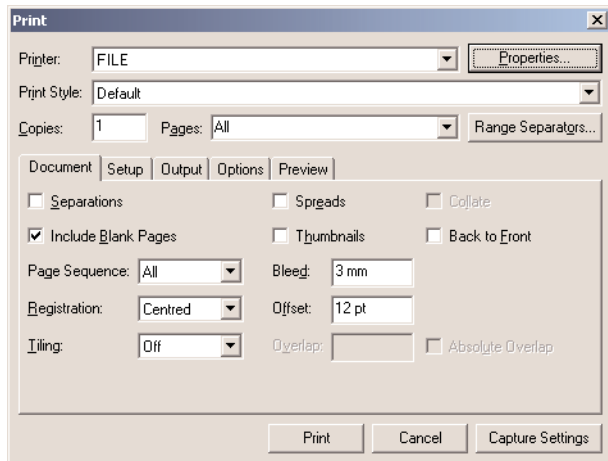 Print
Printer: FILE Properties...
Print Style: Default
Copies: 1 Pages: All Range Separators...
Document Setup Output Options Preview
Separations Spreads Collate
Include Blank Pages Thumbnails Back to Front
Page Sequence: All Bleed: 3 mm
Registration: Centred Offset: 12 pt
Tiling: Off Overlap: Absolute Overlap
Print Cancel Capture Settings